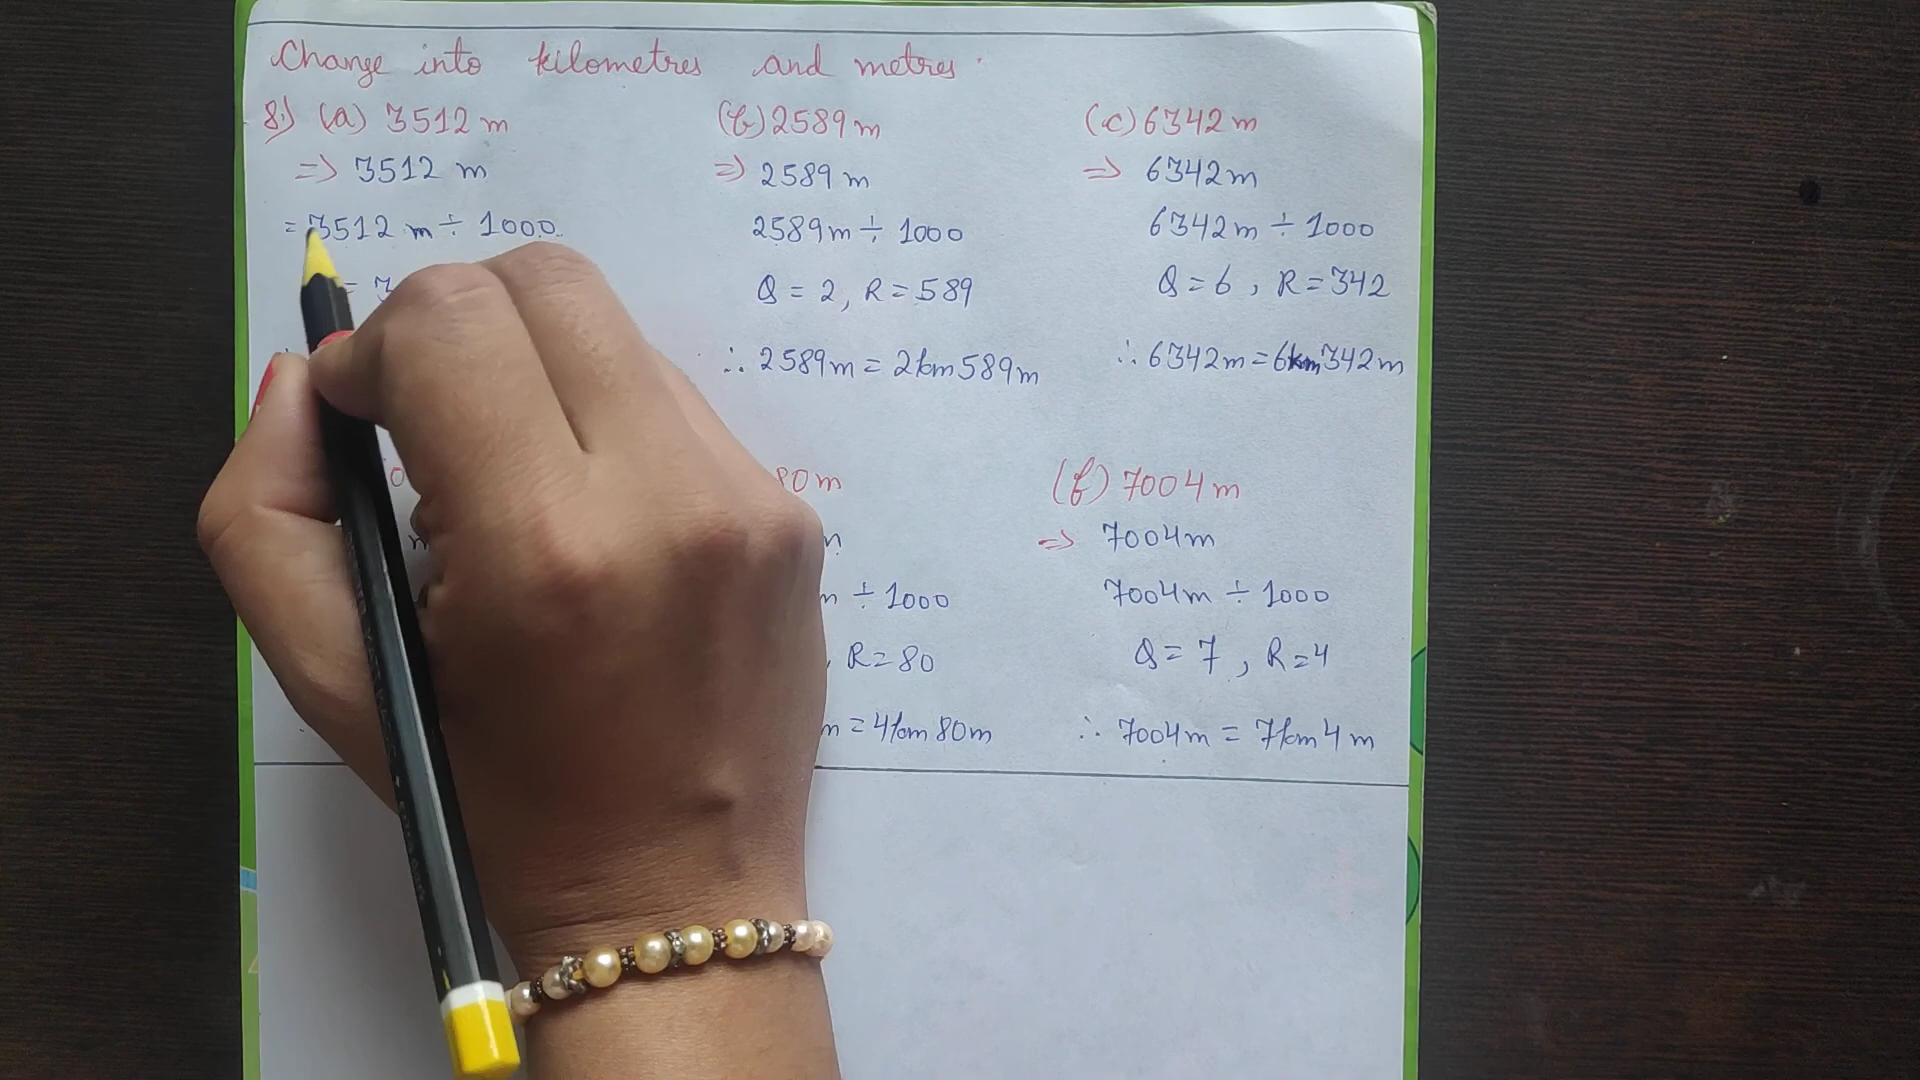 Change into kilometres and metres.
8.) (a) 3512 m
=> 3512 m
= 3512 m ÷ 1000
= 3
(b) 2589 m
=> 2589 m
2589 m ÷ 1000
Q = 2, R = 589
∴ 2589 m = 2 km 589 m
(c) 6342 m
=> 6342 m
6342 m ÷ 1000
Q = 6, R = 342
∴ 6342 m = 6 km 342 m
80 m
m
m ÷ 1000
, R = 80
m = 4 km 80 m
(f) 7004 m
=> 7004 m
7004 m ÷ 1000
Q = 7, R = 4
∴ 7004 m = 7 km 4 m